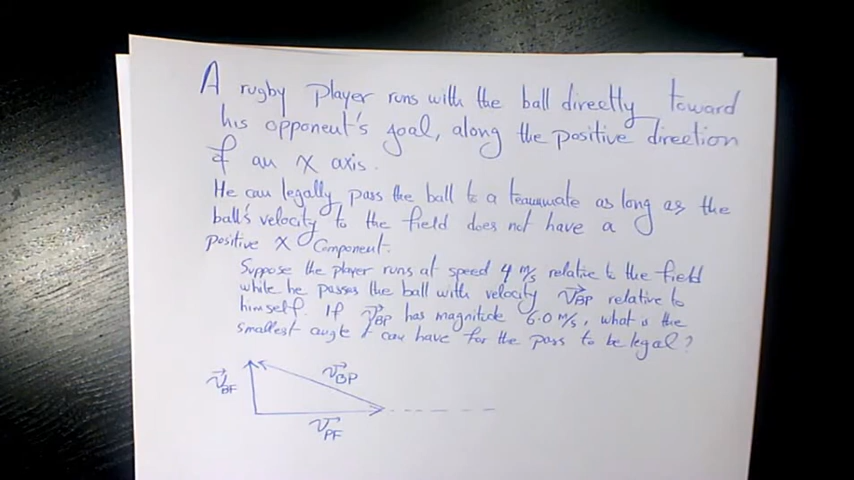 A rugby player runs with the ball directly toward
his opponent's goal, along the positive direction
of an X axis.
He can legally pass the ball to a teammate as long as the
ball's velocity to the field does not have a
positive X Component.
Suppose the player runs at speed 4 m/s relative to the field
while he passes the ball with velocity V⃗BP relative to
himself. If V⃗BP has magnitude 6.0 m/s, what is the
smallest angle it can have for the pass to be legal?
V⃗BF
V⃗BP
V⃗PF